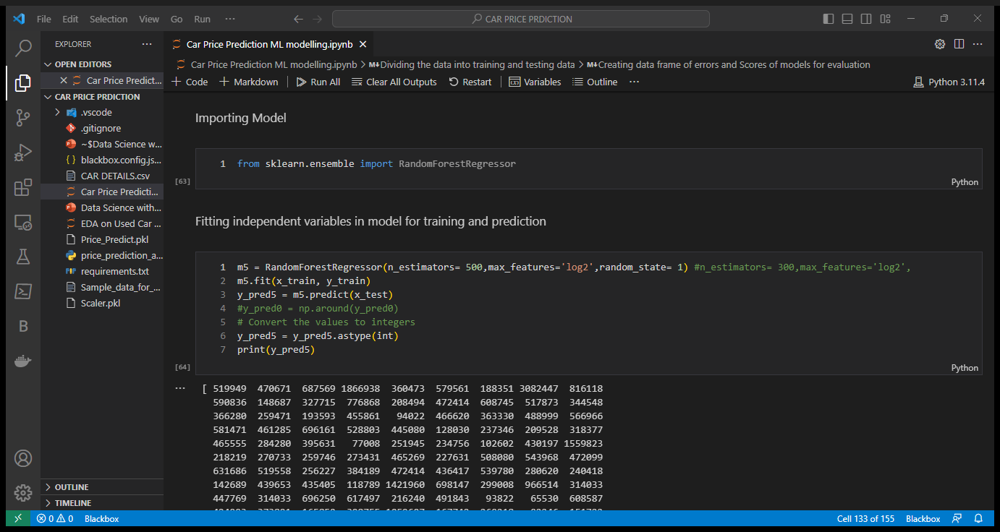 File Edit Selection View Go Run ··· CAR PRICE PRDICTION
EXPLORER ···
OPEN EDITORS
Car Price Predict...
CAR PRICE PRDICTION
.vscode
.gitignore
~$Data Science w...
blackbox.config.js...
CAR DETAILS.csv
Car Price Predicti...
Data Science with...
EDA on Used Car ...
Price_Predict.pkl
price_prediction_a...
requirements.txt
Sample_data_for_...
Scaler.pkl
OUTLINE
TIMELINE
Car Price Prediction ML modelling.ipynb
Car Price Prediction ML modelling.ipynb > M↓Dividing the data into training and testing data > M↓Creating data frame of errors and Scores of models for evaluation
+ Code + Markdown Run All Clear All Outputs Restart Variables Outline ··· Python 3.11.4
Importing Model
1 from sklearn.ensemble import RandomForestRegressor
[63] Python
Fitting independent variables in model for training and prediction
1 m5 = RandomForestRegressor(n_estimators= 500,max_features='log2',random_state= 1) #n_estimators= 300,max_features='log2',
2 m5.fit(x_train, y_train)
3 y_pred5 = m5.predict(x_test)
4 #y_pred0 = np.around(y_pred0)
5 # Convert the values to integers
6 y_pred5 = y_pred5.astype(int)
7 print(y_pred5)
[64] Python
··· [ 519949 470671 687569 1866938 360473 579561 188351 3082447 816118
590836 148687 327715 776868 208494 472414 608745 517873 344548
366280 259471 193593 455861 94022 466620 363330 488999 566966
581471 461285 696161 528803 445080 128030 237346 209528 318377
465555 284280 395631 77008 251945 234756 102602 430197 1559823
218219 270733 259746 273431 465269 227631 508080 543968 472099
631686 519558 256227 384189 472414 436417 539780 280620 240418
142689 439653 435405 118789 1421960 698147 299008 966514 314033
447769 314033 696250 617497 216240 491843 93822 65530 608587
0 0 Blackbox Cell 133 of 155 Blackbox